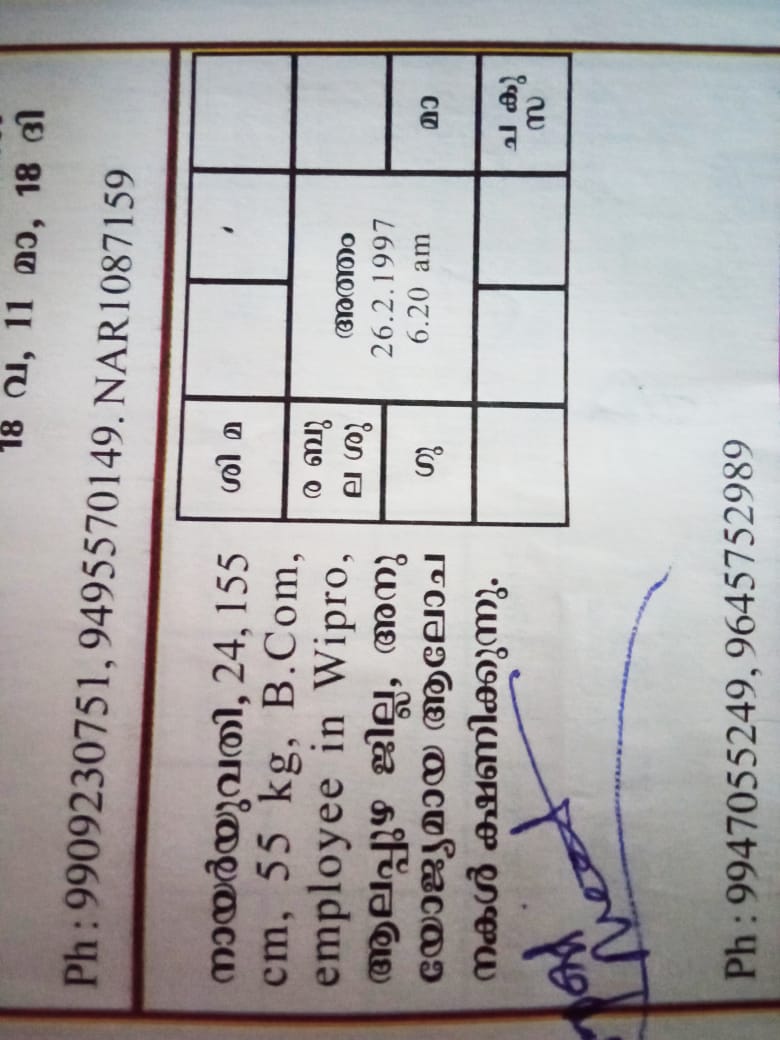 18 വ, 11 മാ, 18 ദി
Ph : 9909230751, 9495570149. NAR1087159
നായർയുവതി, 24, 155
cm, 55 kg, B.Com,
employee in Wipro,
ആലപ്പുഴ ജില്ല, അനു
യോജ്യമായ ആലോച
നകൾ ക്ഷണിക്കുന്നു.
ശി മ
ര ബു
ല ശു
അത്തം
26.2.1997
6.20 am
ഗു
മാ
ച കു
സ
Ph : 9947055249, 9645752989